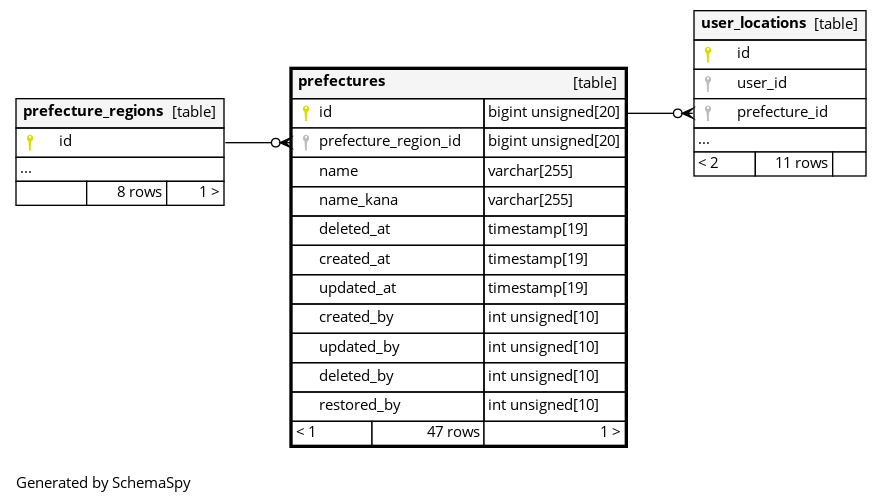 prefecture_regions [table]
id
...
8 rows 1 >
prefectures [table]
id bigint unsigned[20]
prefecture_region_id bigint unsigned[20]
name varchar[255]
name_kana varchar[255]
deleted_at timestamp[19]
created_at timestamp[19]
updated_at timestamp[19]
created_by int unsigned[10]
updated_by int unsigned[10]
deleted_by int unsigned[10]
restored_by int unsigned[10]
< 1 47 rows 1 >
user_locations [table]
id
user_id
prefecture_id
...
< 2 11 rows
Generated by SchemaSpy